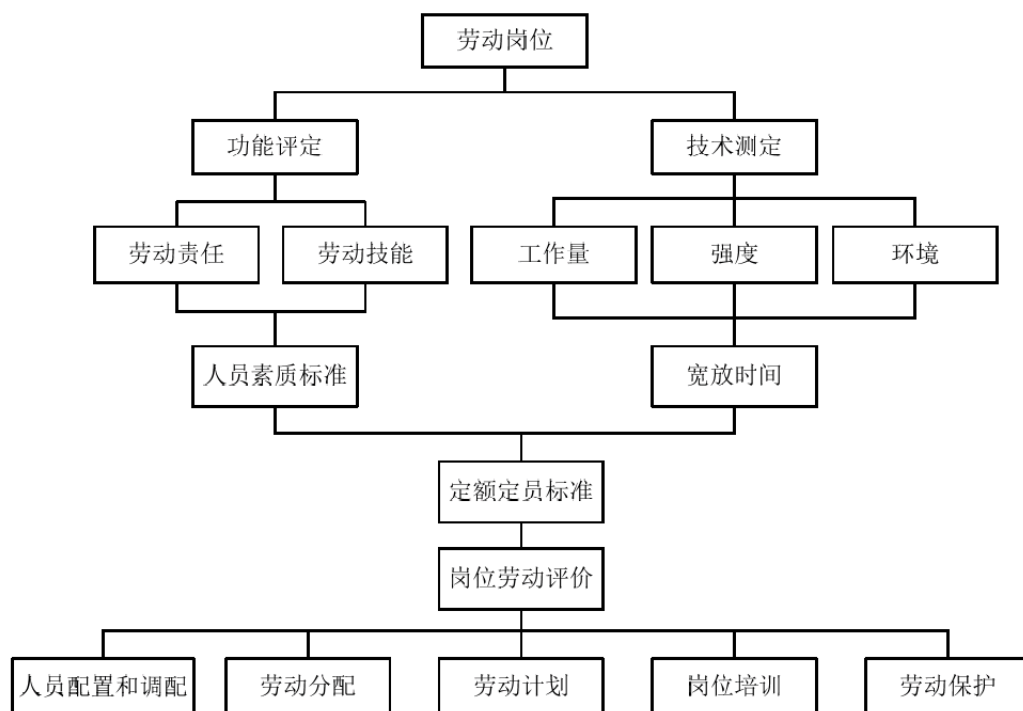 劳动岗位
功能评定
技术测定
劳动责任
劳动技能
工作量
强度
环境
人员素质标准
宽放时间
定额定员标准
岗位劳动评价
人员配置和调配
劳动分配
劳动计划
岗位培训
劳动保护